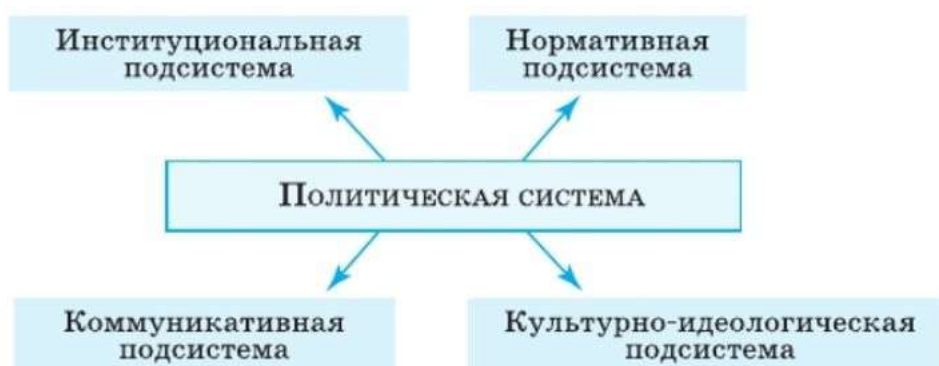 Институциональная
подсистема
Нормативная
подсистема
Политическая система
Коммуникативная
подсистема
Культурно-идеологическая
подсистема